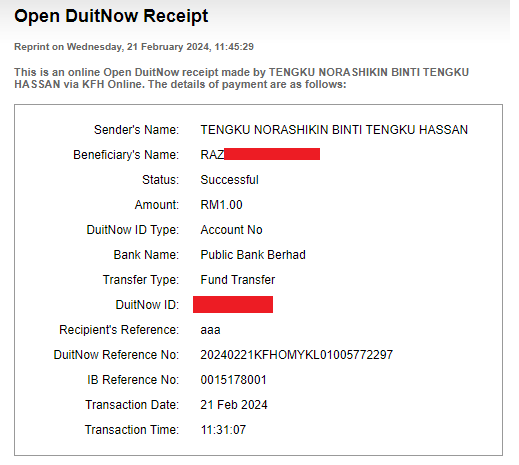 Open DuitNow Receipt
Reprint on Wednesday, 21 February 2024, 11:45:29
This is an online Open DuitNow receipt made by TENGKU NORASHIKIN BINTI TENGKU
HASSAN via KFH Online. The details of payment are as follows:
Sender's Name: TENGKU NORASHIKIN BINTI TENGKU HASSAN
Beneficiary's Name: RAZ
Status: Successful
Amount: RM1.00
DuitNow ID Type: Account No
Bank Name: Public Bank Berhad
Transfer Type: Fund Transfer
DuitNow ID:
Recipient's Reference: aaa
DuitNow Reference No: 20240221KFHOMYKL01005772297
IB Reference No: 0015178001
Transaction Date: 21 Feb 2024
Transaction Time: 11:31:07